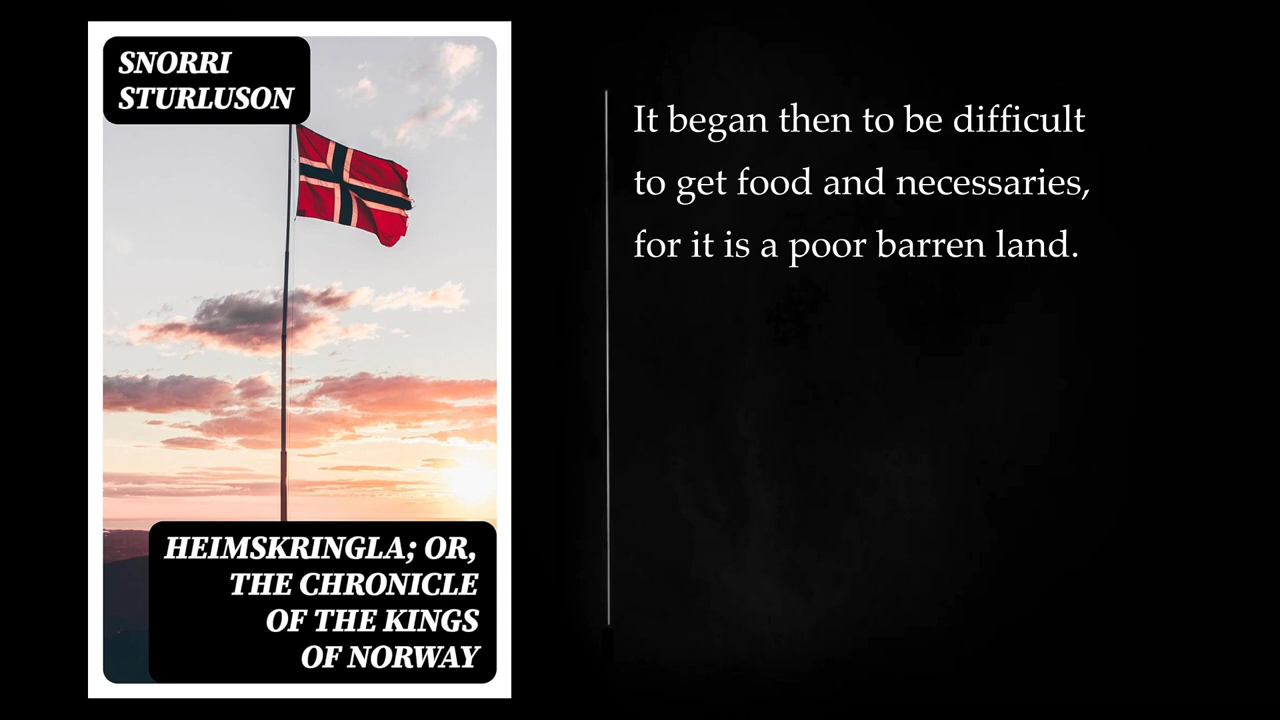 SNORRI
STURLUSON
HEIMSKRINGLA; OR,
THE CHRONICLE
OF THE KINGS
OF NORWAY
It began then to be difficult
to get food and necessaries,
for it is a poor barren land.